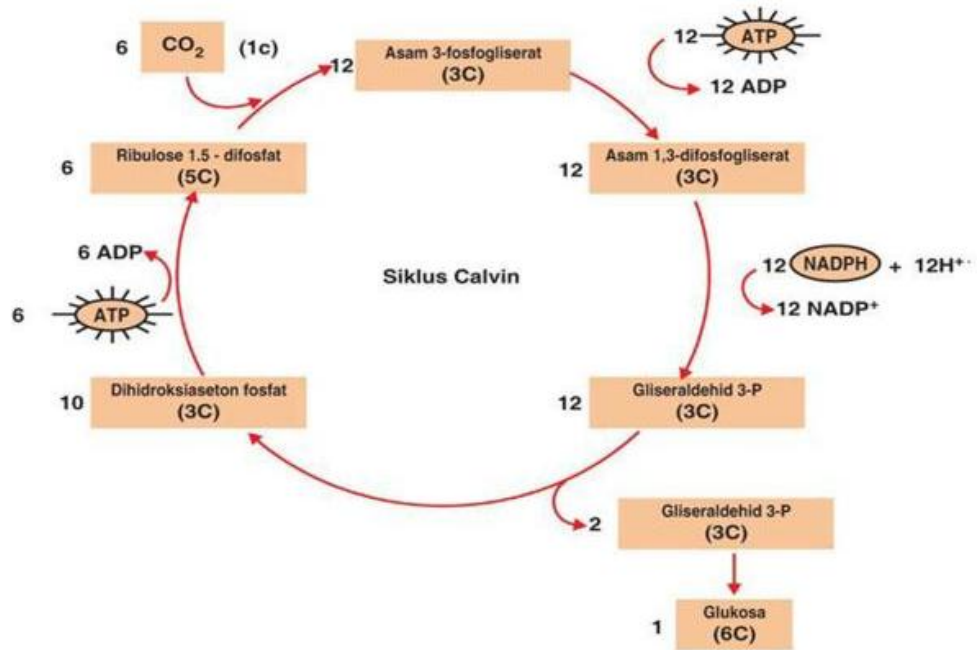 6 CO₂ (1c)
12 Asam 3-fosfogliserat
(3C)
12 ATP
12 ADP
6 Ribulose 1.5 - difosfat
(5C)
12 Asam 1,3-difosfogliserat
(3C)
6 ADP
6 ATP
Siklus Calvin
12 NADPH + 12H⁺
12 NADP⁺
10 Dihidroksiaseton fosfat
(3C)
12 Gliseraldehid 3-P
(3C)
2 Gliseraldehid 3-P
(3C)
1 Glukosa
(6C)